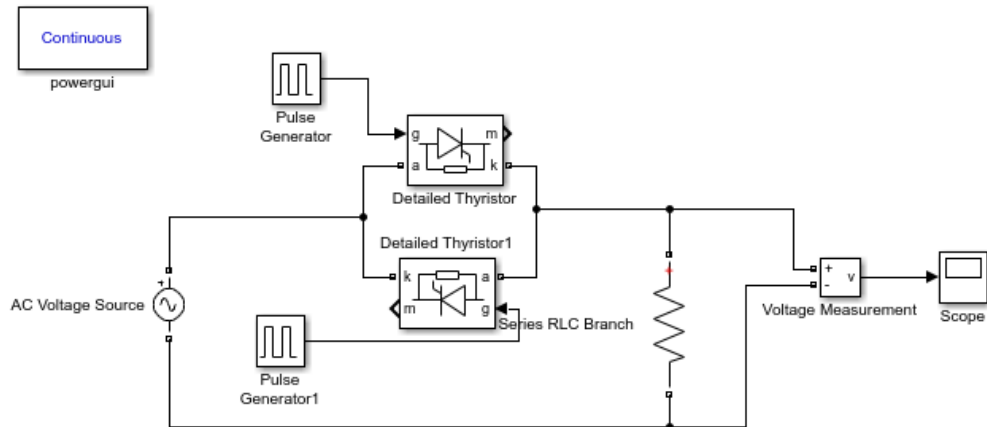 Continuous
powergui
Pulse
Generator
g
m
a
k
Detailed Thyristor
Detailed Thyristor1
k
a
m
g
Series RLC Branch
AC Voltage Source
+
Pulse
Generator1
+
+
-
v
Voltage Measurement
Scope